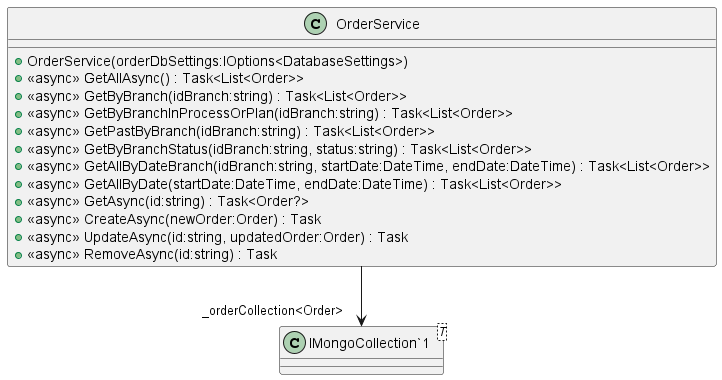 C OrderService
OrderService(orderDbSettings:IOptions<DatabaseSettings>)
«async» GetAllAsync() : Task<List<Order>>
«async» GetByBranch(idBranch:string) : Task<List<Order>>
«async» GetByBranchInProcessOrPlan(idBranch:string) : Task<List<Order>>
«async» GetPastByBranch(idBranch:string) : Task<List<Order>>
«async» GetByBranchStatus(idBranch:string, status:string) : Task<List<Order>>
«async» GetAllByDateBranch(idBranch:string, startDate:DateTime, endDate:DateTime) : Task<List<Order>>
«async» GetAllByDate(startDate:DateTime, endDate:DateTime) : Task<List<Order>>
«async» GetAsync(id:string) : Task<Order?>
«async» CreateAsync(newOrder:Order) : Task
«async» UpdateAsync(id:string, updatedOrder:Order) : Task
«async» RemoveAsync(id:string) : Task
_orderCollection<Order>
C IMongoCollection`1 T